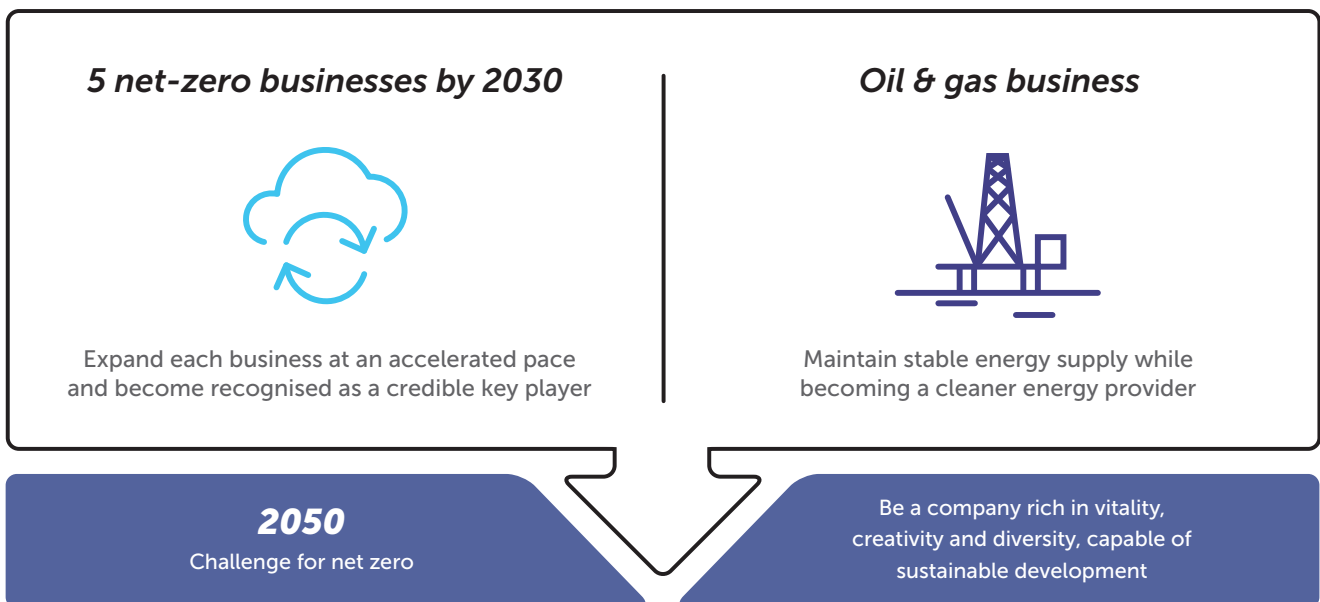 5 net-zero businesses by 2030
Expand each business at an accelerated pace
and become recognised as a credible key player
Oil & gas business
Maintain stable energy supply while
becoming a cleaner energy provider
2050
Challenge for net zero
Be a company rich in vitality,
creativity and diversity, capable of
sustainable development